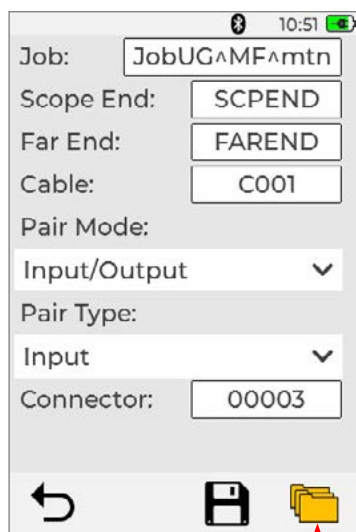 10:51
Job: JobUG^MF^mtn
Scope End: SCPEND
Far End: FAREND
Cable: C001
Pair Mode:
Input/Output
Pair Type:
Input
Connector: 00003